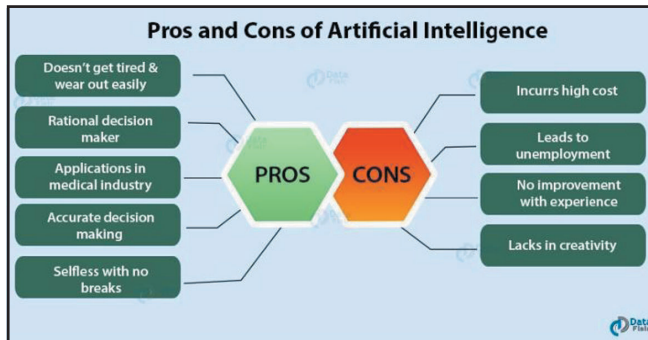 Pros and Cons of Artificial Intelligence
Doesn't get tired &
wear out easily
Rational decision
maker
Applications in
medical industry
Accurate decision
making
Selfless with no
breaks
PROS
CONS
Incurrs high cost
Leads to
unemployment
No improvement
with experience
Lacks in creativity
Data
Flair